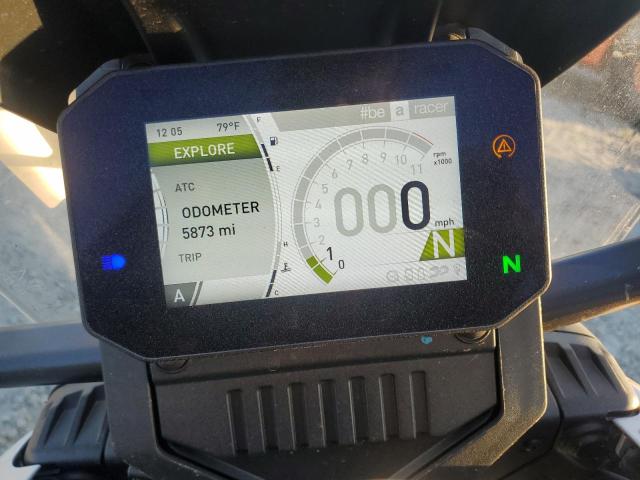 12 05 79°F
#be a racer
EXPLORE
ATC
ODOMETER
5873 mi
TRIP
A
F
E
H
C
0
1
2
3
4
5
6
7
8
9
10
11
rpm
x1000
000
mph
N
N